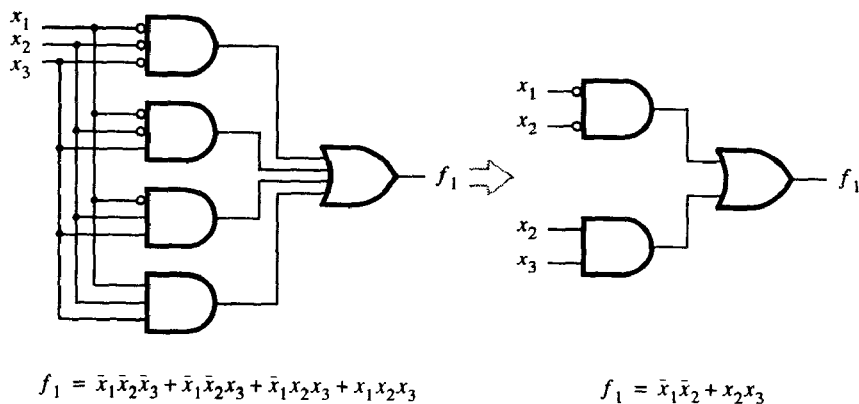 x₁
x₂
x₃
f₁
x₁
x₂
x₂
x₃
f₁
f₁ = x̄₁x̄₂x̄₃ + x̄₁x̄₂x₃ + x̄₁x₂x₃ + x₁x₂x₃
f₁ = x̄₁x̄₂ + x₂x₃